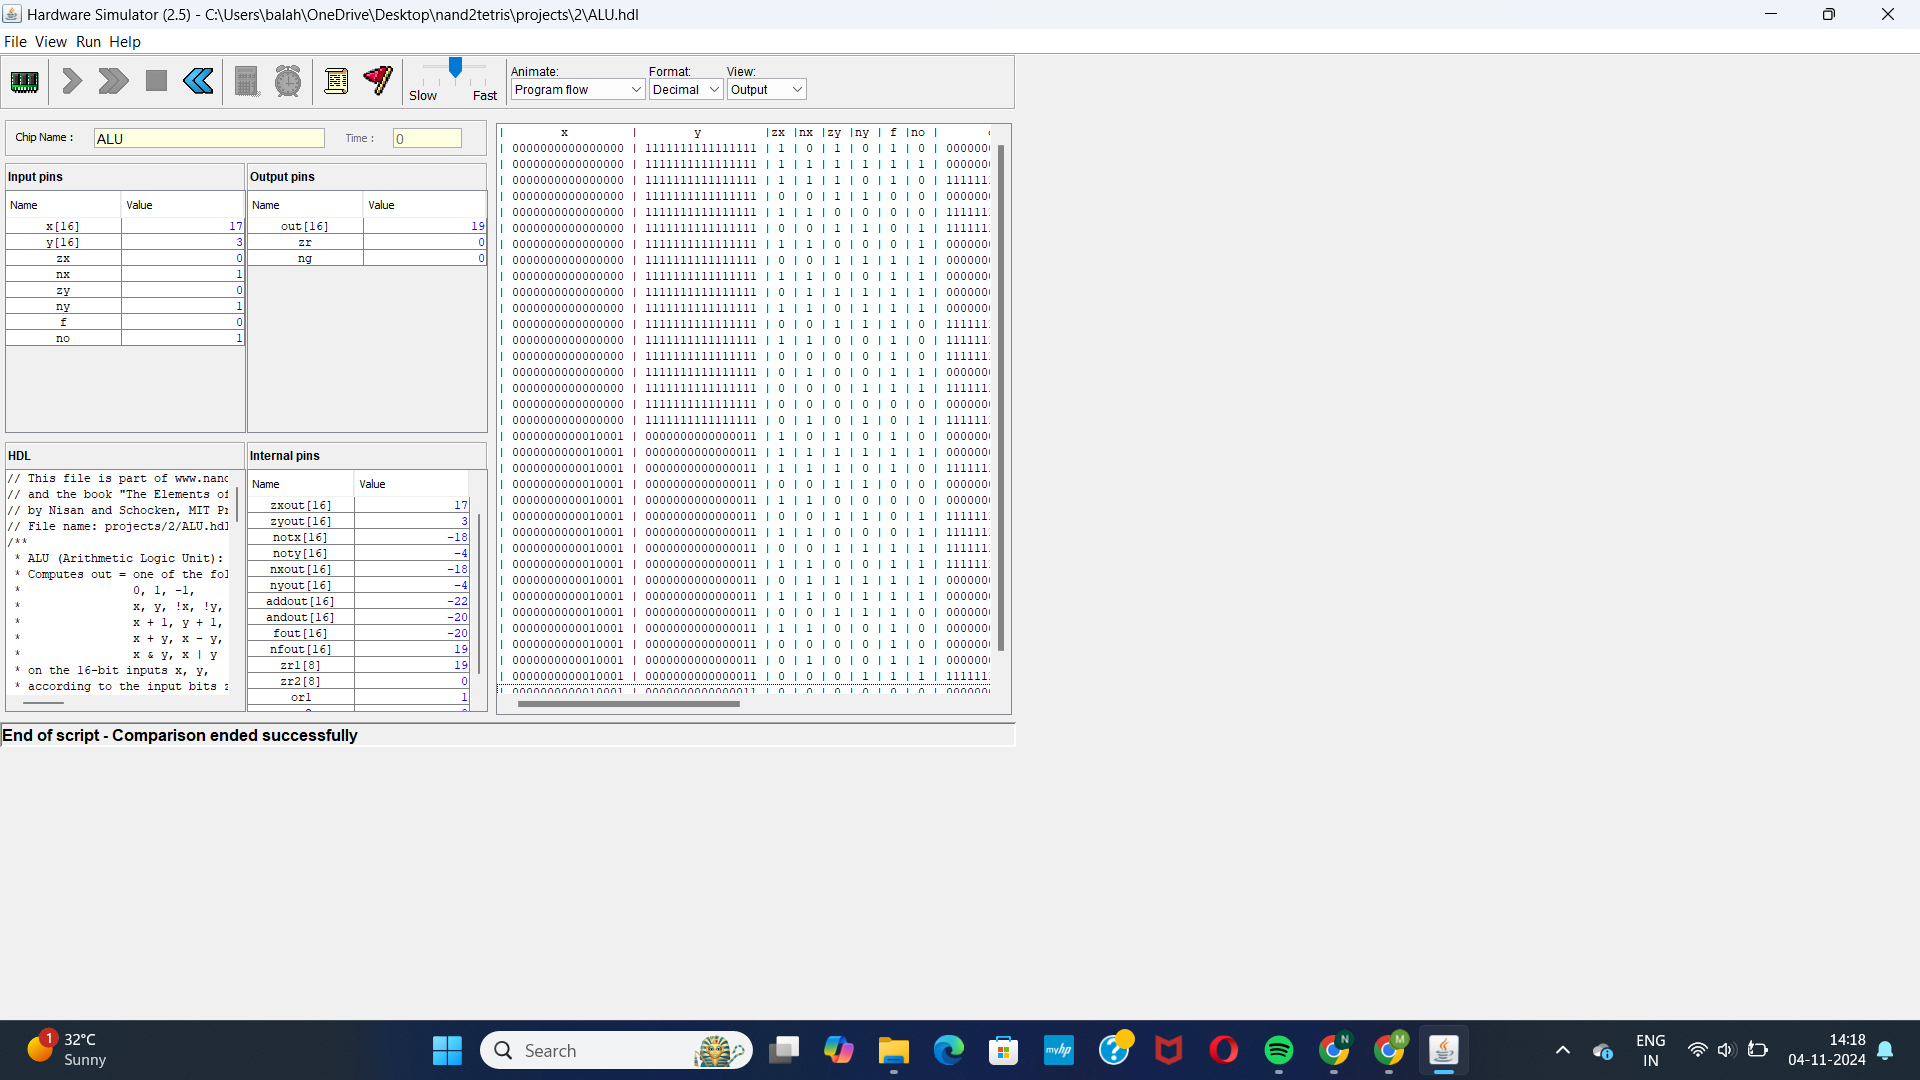 Hardware Simulator (2.5) - C:\Users\balah\OneDrive\Desktop\nand2tetris\projects\2\ALU.hdl
File View Run Help
Slow Fast
Animate: Format: View:
Program flow Decimal Output
Chip Name : ALU Time : 0
Input pins
Name Value
x[16] 17
y[16] 3
zx 0
nx 1
zy 0
ny 1
f 0
no 1
Output pins
Name Value
out[16] 19
zr 0
ng 0
HDL
// This file is part of www.nand
// and the book "The Elements of
// by Nisan and Schocken, MIT Pr
// File name: projects/2/ALU.hdl
/**
* ALU (Arithmetic Logic Unit):
* Computes out = one of the fol
* 0, 1, -1,
* x, y, !x, !y,
* x + 1, y + 1,
* x + y, x - y,
* x & y, x | y
* on the 16-bit inputs x, y,
* according to the input bits z
Internal pins
Name Value
zxout[16] 17
zyout[16] 3
notx[16] -18
noty[16] -4
nxout[16] -18
nyout[16] -4
addout[16] -22
andout[16] -20
fout[16] -20
nfout[16] 19
zr1[8] 19
zr2[8] 0
or1 1
| x | y |zx |nx |zy |ny | f |no |
| 0000000000000000 | 1111111111111111 | 1 | 0 | 1 | 0 | 1 | 0 | 000000
| 0000000000000000 | 1111111111111111 | 1 | 1 | 1 | 1 | 1 | 1 | 000000
| 0000000000000000 | 1111111111111111 | 1 | 1 | 1 | 0 | 1 | 0 | 111111
| 0000000000000000 | 1111111111111111 | 0 | 0 | 1 | 1 | 0 | 0 | 000000
| 0000000000000000 | 1111111111111111 | 1 | 1 | 0 | 0 | 0 | 0 | 111111
| 0000000000000000 | 1111111111111111 | 0 | 0 | 1 | 1 | 0 | 1 | 111111
| 0000000000000000 | 1111111111111111 | 1 | 1 | 0 | 0 | 0 | 1 | 000000
| 0000000000000000 | 1111111111111111 | 0 | 0 | 1 | 1 | 1 | 1 | 000000
| 0000000000000000 | 1111111111111111 | 1 | 1 | 0 | 0 | 1 | 1 | 000000
| 0000000000000000 | 1111111111111111 | 0 | 1 | 1 | 1 | 1 | 1 | 000000
| 0000000000000000 | 1111111111111111 | 1 | 1 | 0 | 1 | 1 | 1 | 000000
| 0000000000000000 | 1111111111111111 | 0 | 0 | 1 | 1 | 1 | 0 | 111111
| 0000000000000000 | 1111111111111111 | 1 | 1 | 0 | 0 | 1 | 0 | 111111
| 0000000000000000 | 1111111111111111 | 0 | 0 | 0 | 0 | 1 | 0 | 111111
| 0000000000000000 | 1111111111111111 | 0 | 1 | 0 | 0 | 1 | 1 | 000000
| 0000000000000000 | 1111111111111111 | 0 | 0 | 0 | 1 | 1 | 1 | 111111
| 0000000000000000 | 1111111111111111 | 0 | 0 | 0 | 0 | 0 | 0 | 000000
| 0000000000000000 | 1111111111111111 | 0 | 1 | 0 | 1 | 0 | 1 | 111111
| 0000000000010001 | 0000000000000011 | 1 | 0 | 1 | 0 | 1 | 0 | 000000
| 0000000000010001 | 0000000000000011 | 1 | 1 | 1 | 1 | 1 | 1 | 000000
| 0000000000010001 | 0000000000000011 | 1 | 1 | 1 | 0 | 1 | 0 | 111111
| 0000000000010001 | 0000000000000011 | 0 | 0 | 1 | 1 | 0 | 0 | 000000
| 0000000000010001 | 0000000000000011 | 1 | 1 | 0 | 0 | 0 | 0 | 000000
| 0000000000010001 | 0000000000000011 | 0 | 0 | 1 | 1 | 0 | 1 | 111111
| 0000000000010001 | 0000000000000011 | 1 | 1 | 0 | 0 | 0 | 1 | 111111
| 0000000000010001 | 0000000000000011 | 0 | 0 | 1 | 1 | 1 | 1 | 111111
| 0000000000010001 | 0000000000000011 | 1 | 1 | 0 | 0 | 1 | 1 | 111111
| 0000000000010001 | 0000000000000011 | 0 | 1 | 1 | 1 | 1 | 1 | 000000
| 0000000000010001 | 0000000000000011 | 1 | 1 | 0 | 1 | 1 | 1 | 000000
| 0000000000010001 | 0000000000000011 | 0 | 0 | 1 | 1 | 1 | 0 | 000000
| 0000000000010001 | 0000000000000011 | 1 | 1 | 0 | 0 | 1 | 0 | 000000
| 0000000000010001 | 0000000000000011 | 0 | 0 | 0 | 0 | 1 | 0 | 000000
| 0000000000010001 | 0000000000000011 | 0 | 1 | 0 | 0 | 1 | 1 | 000000
| 0000000000010001 | 0000000000000011 | 0 | 0 | 0 | 1 | 1 | 1 | 111111
| 0000000000010001 | 0000000000000011 | 0 | 0 | 0 | 0 | 0 | 0 | 000000
End of script - Comparison ended successfully
1
32°C
Sunny
Search
myhp
N
M
ENG
IN
14:18
04-11-2024